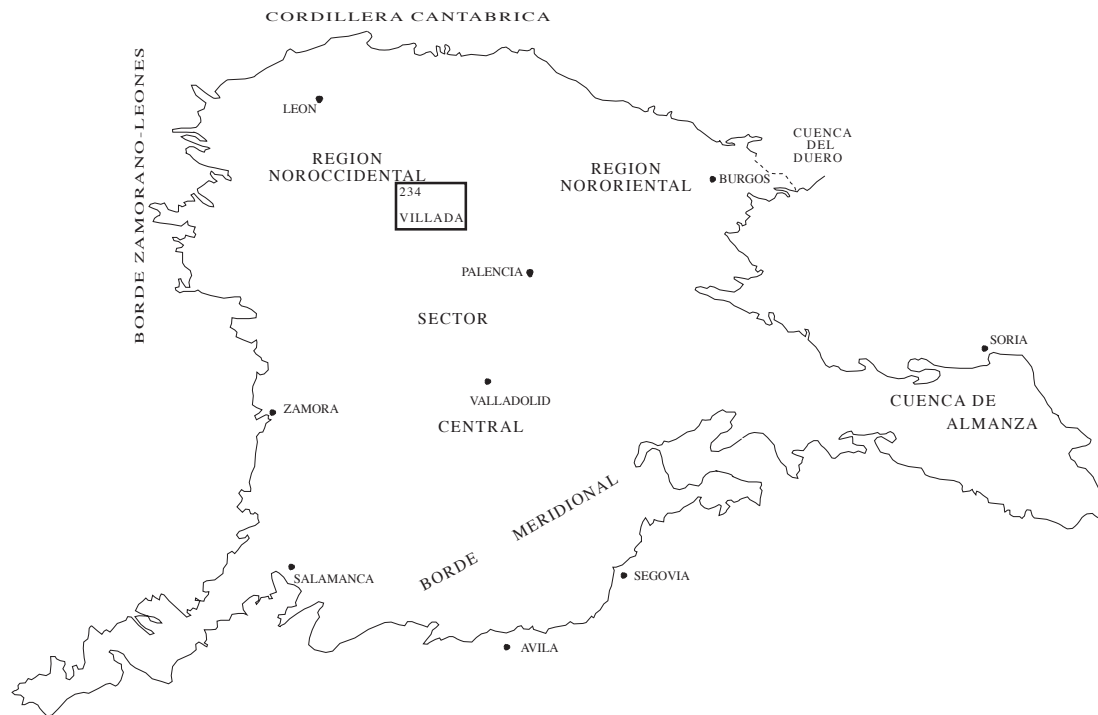 CORDILLERA CANTABRICA
BORDE ZAMORANO-LEONES
LEON
CUENCA
DEL
DUERO
REGION
NOROCCIDENTAL
REGION
NORORIENTAL
BURGOS
234
VILLADA
PALENCIA
SECTOR
SORIA
VALLADOLID
ZAMORA
CUENCA DE
ALMANZA
CENTRAL
BORDE MERIDIONAL
SALAMANCA
SEGOVIA
AVILA